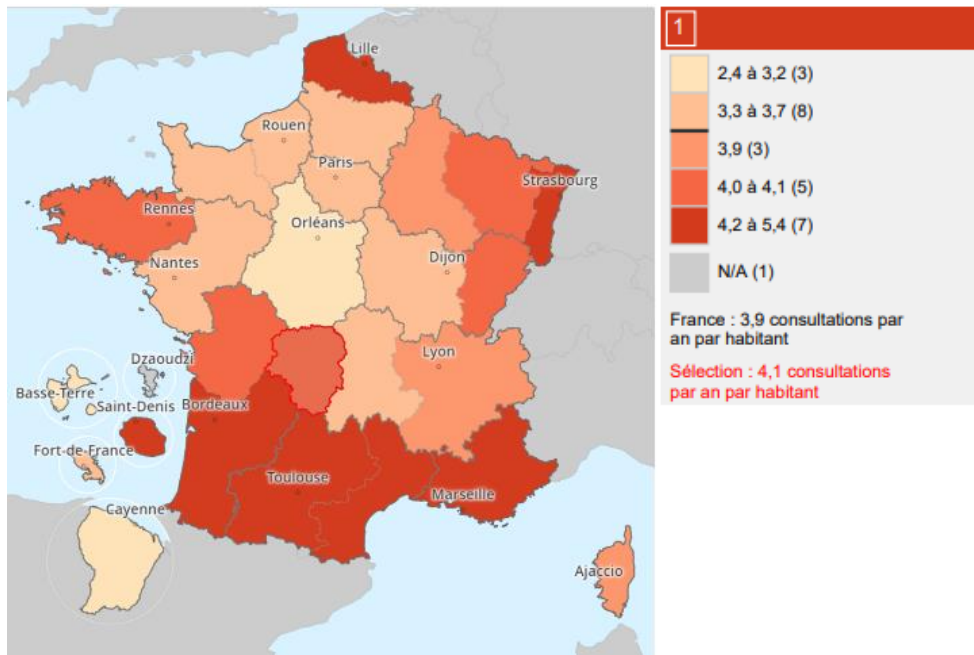 Lille
Rouen
Paris
Strasbourg
Rennes
Orléans
Nantes
Dijon
Dzaoudzi
Lyon
Basse-Terre
Saint-Denis
Bordeaux
Fort-de-France
Toulouse
Marseille
Cayenne
Ajaccio
1
2,4 à 3,2 (3)
3,3 à 3,7 (8)
3,9 (3)
4,0 à 4,1 (5)
4,2 à 5,4 (7)
N/A (1)
France : 3,9 consultations par
an par habitant
Sélection : 4,1 consultations
par an par habitant